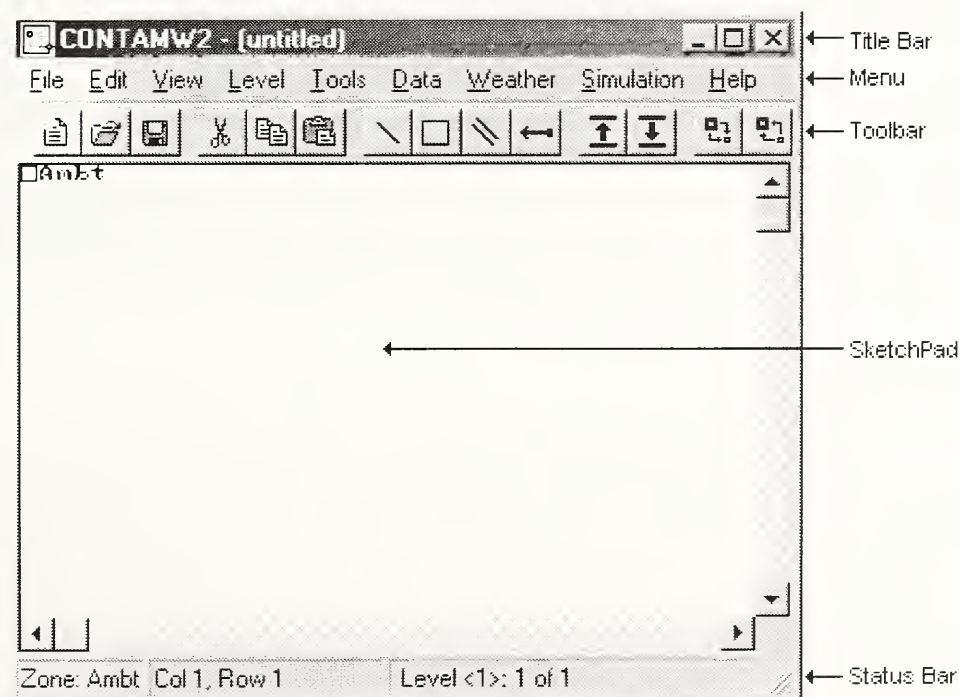 CONTAMW2 - (untitled)
Title Bar
File Edit View Level Tools Data Weather Simulation Help
Menu
Toolbar
Ambt
SketchPad
Zone: Ambt Col 1, Row 1 Level <1>: 1 of 1
Status Bar